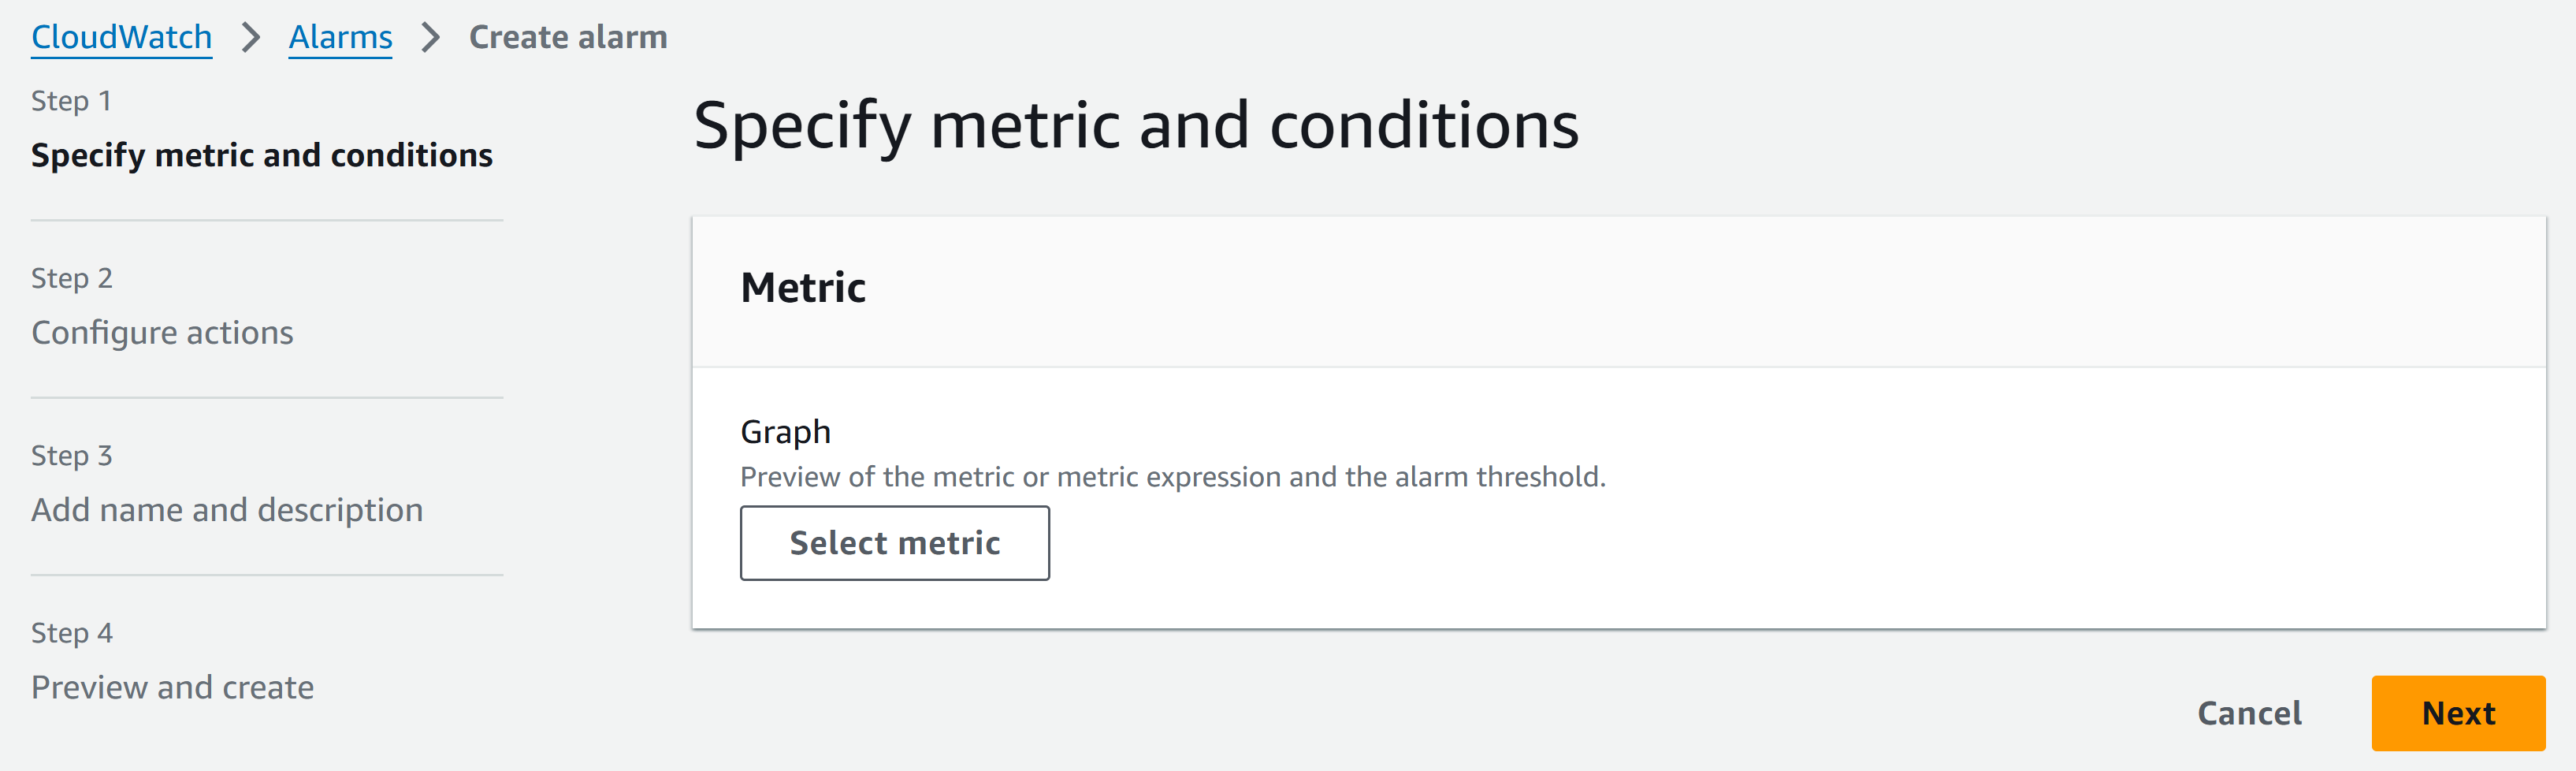 CloudWatch > Alarms > Create alarm
Step 1
Specify metric and conditions
Step 2
Configure actions
Step 3
Add name and description
Step 4
Preview and create
Specify metric and conditions
Metric
Graph
Preview of the metric or metric expression and the alarm threshold.
Select metric
Cancel
Next